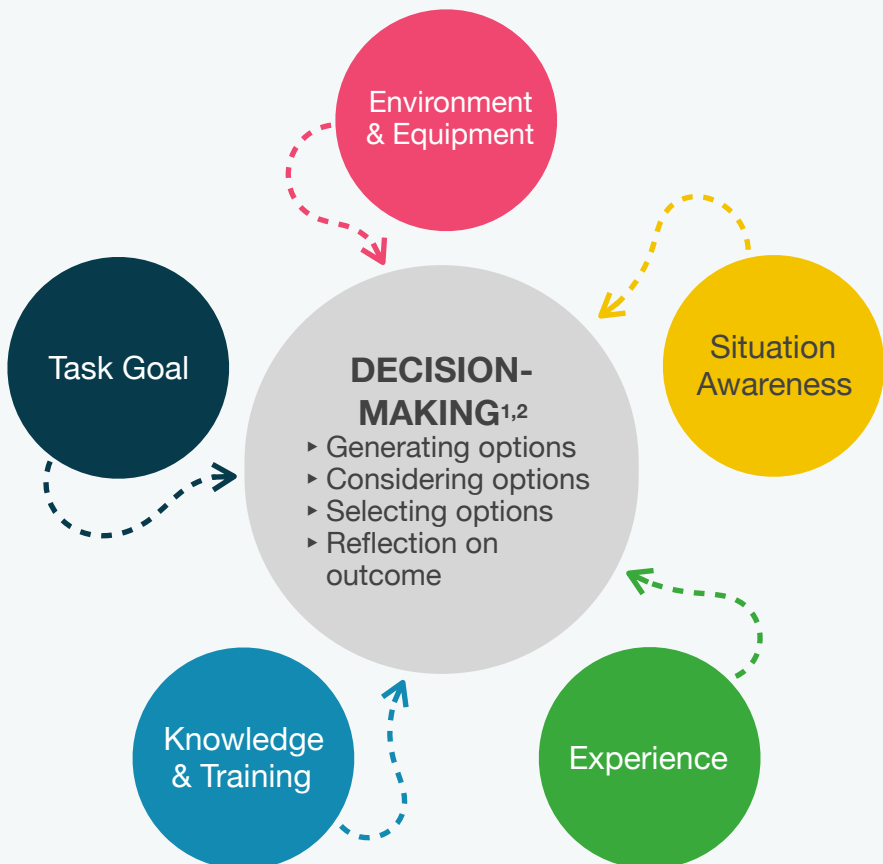 Environment
& Equipment
Situation
Awareness
Task Goal
DECISION-
MAKING1,2
▸ Generating options
▸ Considering options
▸ Selecting options
▸ Reflection on
outcome
Knowledge
& Training
Experience